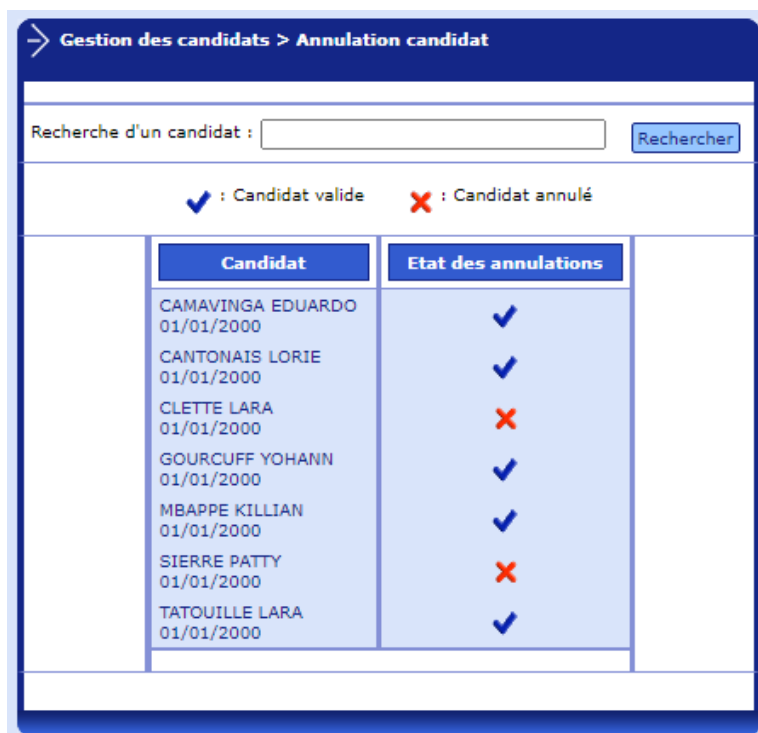 Gestion des candidats > Annulation candidat
Recherche d'un candidat :
Rechercher
: Candidat valide
: Candidat annulé
Candidat
Etat des annulations
CAMAVINGA EDUARDO
01/01/2000
CANTONAIS LORIE
01/01/2000
CLETTE LARA
01/01/2000
GOURCUFF YOHANN
01/01/2000
MBAPPE KILLIAN
01/01/2000
SIERRE PATTY
01/01/2000
TATOUILLE LARA
01/01/2000